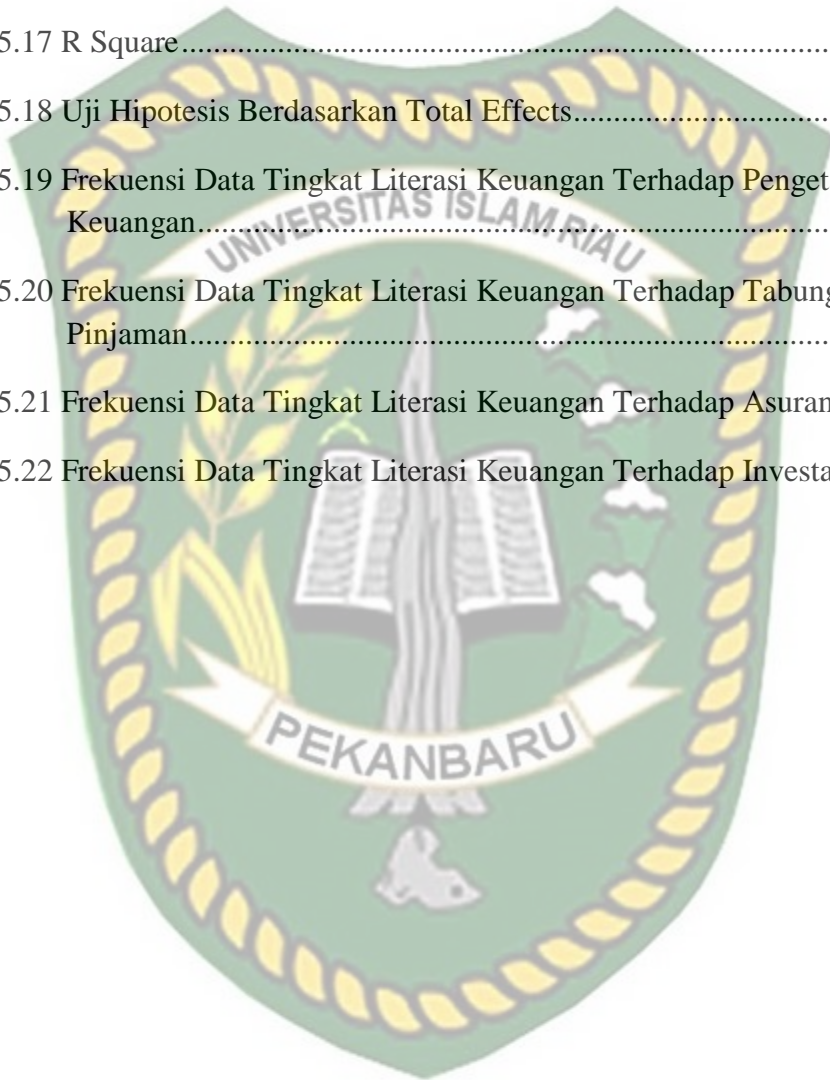 5.17 R Square
5.18 Uji Hipotesis Berdasarkan Total Effects
5.19 Frekuensi Data Tingkat Literasi Keuangan Terhadap Penget
Keuangan
UNIVERSITAS ISLAM RIAU
5.20 Frekuensi Data Tingkat Literasi Keuangan Terhadap Tabung
Pinjaman
5.21 Frekuensi Data Tingkat Literasi Keuangan Terhadap Asuran
5.22 Frekuensi Data Tingkat Literasi Keuangan Terhadap Investa
PEKANBARU